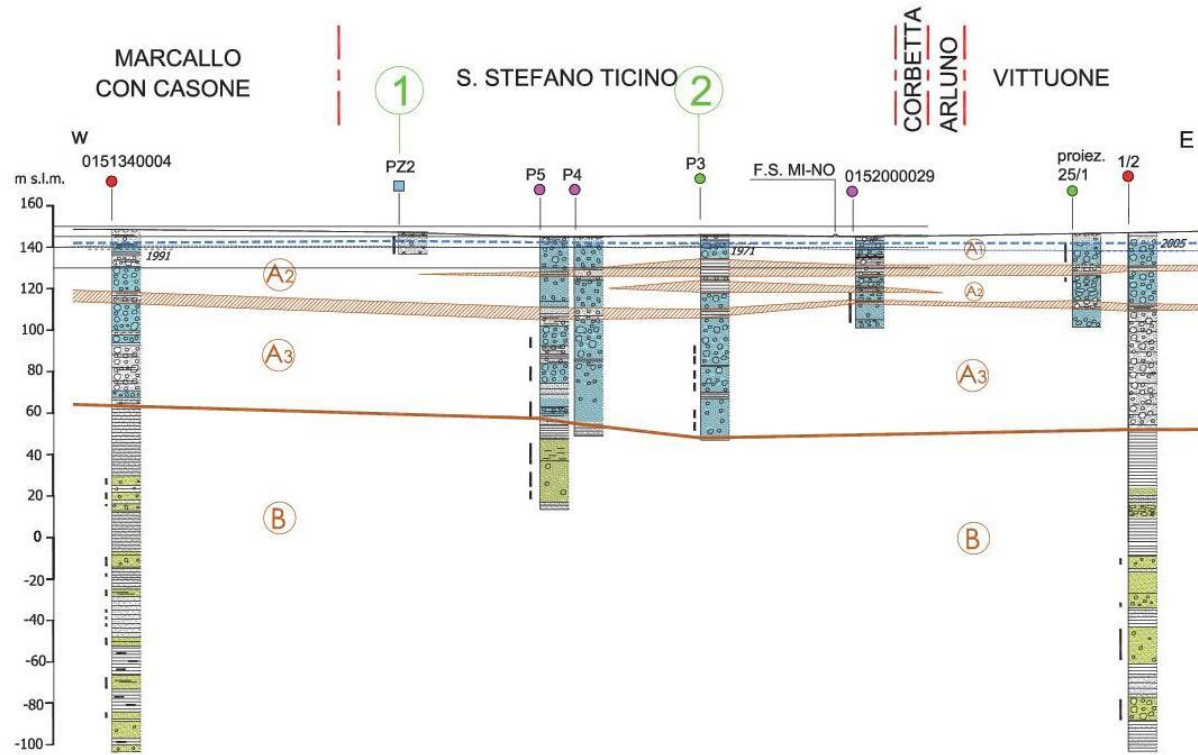 MARCALLO
CON CASONE
1
S. STEFANO TICINO
2
CORBETTA
ARLUNO
VITTUONE
W
E
0151340004
PZ2
P5
P4
P3
F.S. MI-NO
0152000029
proiez.
25/1
1/2
m s.l.m.
160
140
120
100
80
60
40
20
0
-20
-40
-60
-80
-100
1991
1971
2005
A1
A2
A2
A3
A3
B
B